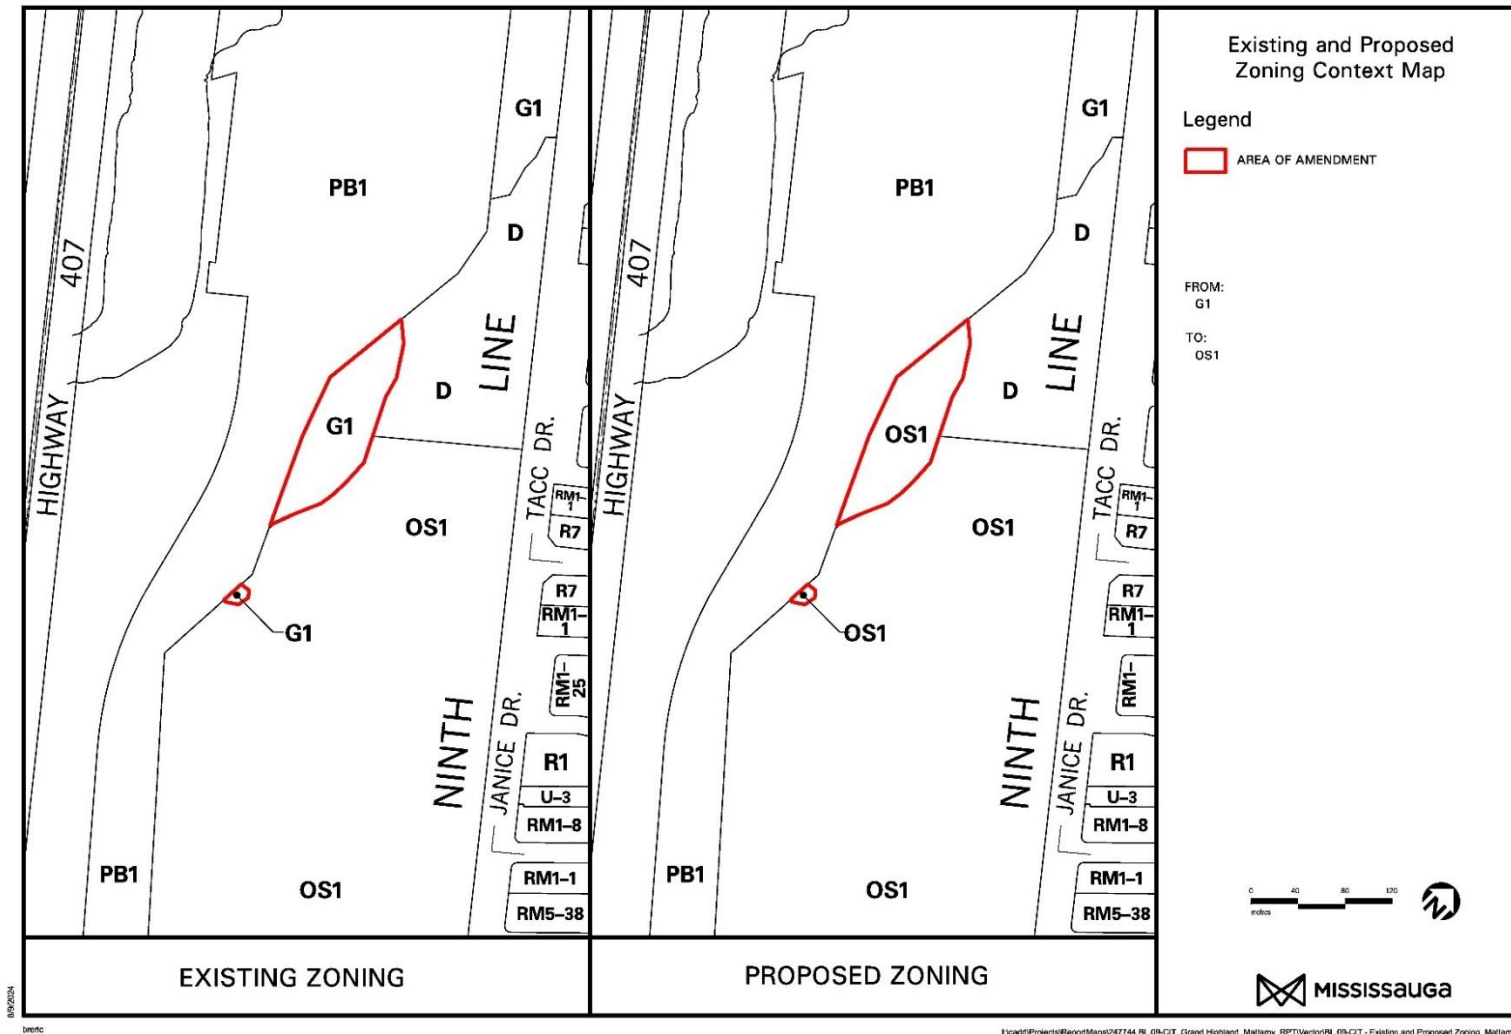 G1
PB1
D
407
LINE
HIGHWAY
D
G1
TACC DR.
RM1–
1
R7
OS1
R7
RM1–
1
G1
RM1–
25
NINTH
JANICE DR.
R1
U–3
RM1–8
PB1
OS1
RM1–1
RM5–38
EXISTING ZONING
G1
PB1
D
407
LINE
HIGHWAY
D
OS1
TACC DR.
RM1–
1
R7
OS1
R7
RM1–
1
OS1
RM1–
NINTH
JANICE DR.
R1
U–3
RM1–8
PB1
OS1
RM1–1
RM5–38
PROPOSED ZONING
Existing and Proposed
Zoning Context Map
Legend
AREA OF AMENDMENT
FROM:
G1
TO:
OS1
0 40 80 120
metres
N
MISSISSAUGA
8/9/2024